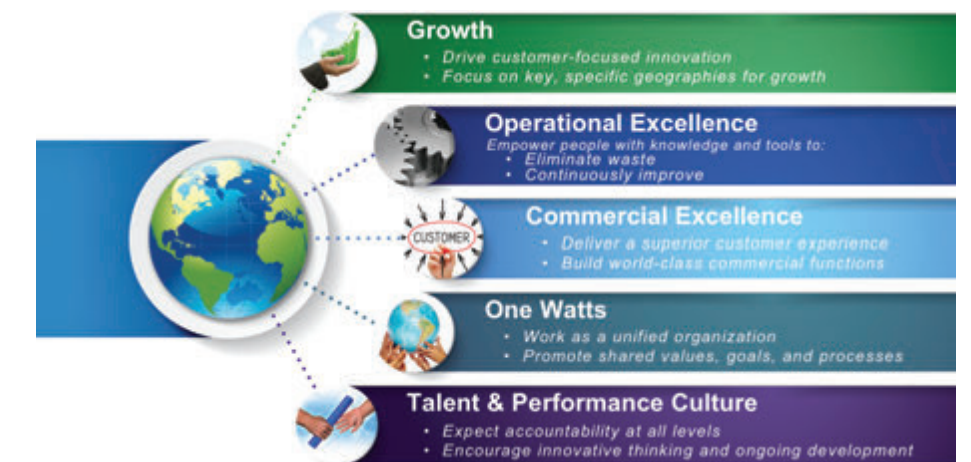 Growth
• Drive customer-focused innovation
• Focus on key, specific geographies for growth
Operational Excellence
Empower people with knowledge and tools to:
• Eliminate waste
• Continuously improve
CUSTOMER
Commercial Excellence
• Deliver a superior customer experience
• Build world-class commercial functions
One Watts
• Work as a unified organization
• Promote shared values, goals, and processes
Talent & Performance Culture
• Expect accountability at all levels
• Encourage innovative thinking and ongoing development